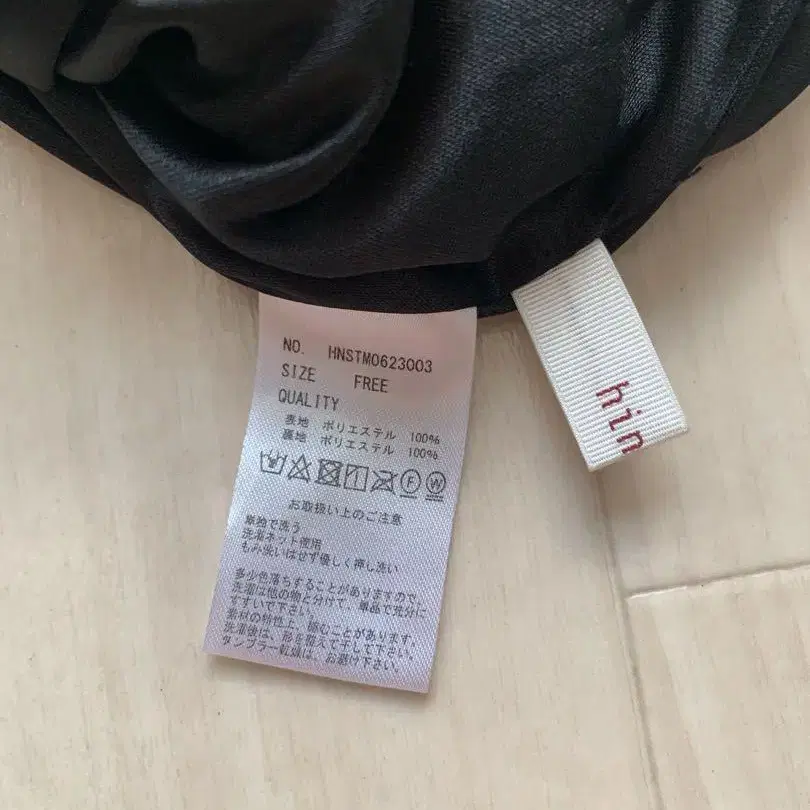 NO. HNSTM0623003
SIZE FREE
QUALITY
表地 ポリエステル 100%
裏地 ポリエステル 100%
F W
お取扱い上のご注意
単独で洗う
洗濯ネット使用
もみ洗いはせず優しく押し洗い
多少色落ちすることがありますので、
洗濯は他の物と分けて、単品で充分に
すすいで下さい。
素材の特性上、縮むことがあります。
洗濯後は、形を整えて干して下さい。
タンブラー乾燥は、お避け下さい。
hin